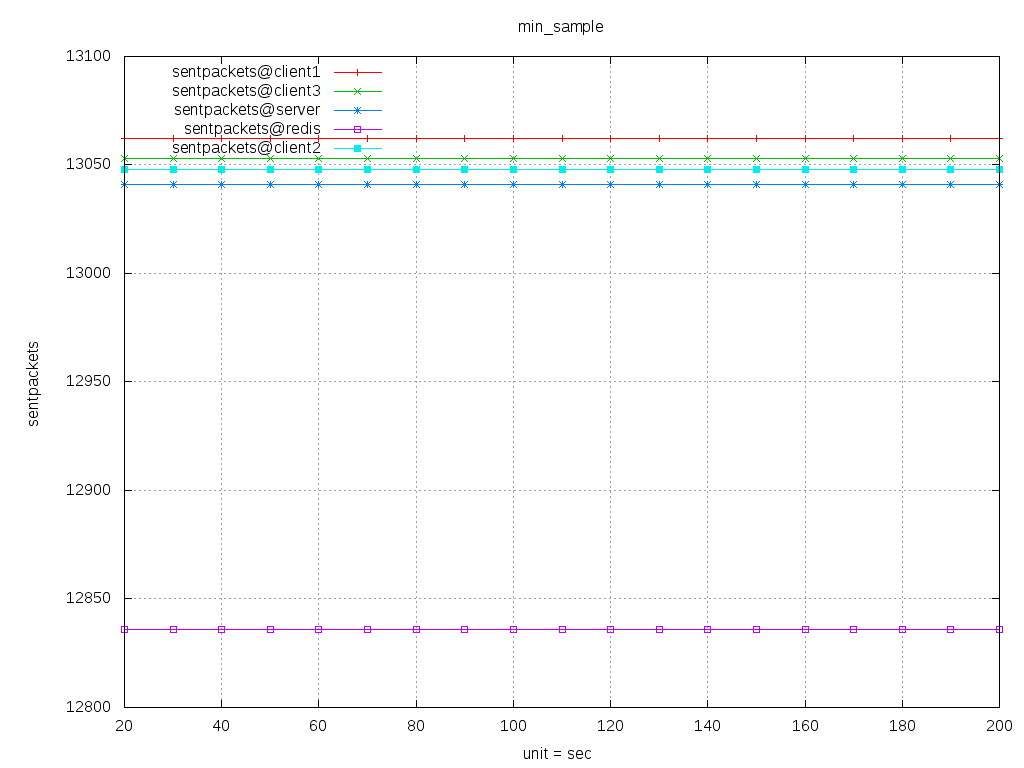 min_sample
13100
13050
13000
12950
12900
12850
12800
sentpackets
sentpackets@client1
sentpackets@client3
sentpackets@server
sentpackets@redis
sentpackets@client2
20 40 60 80 100 120 140 160 180 200
unit = sec